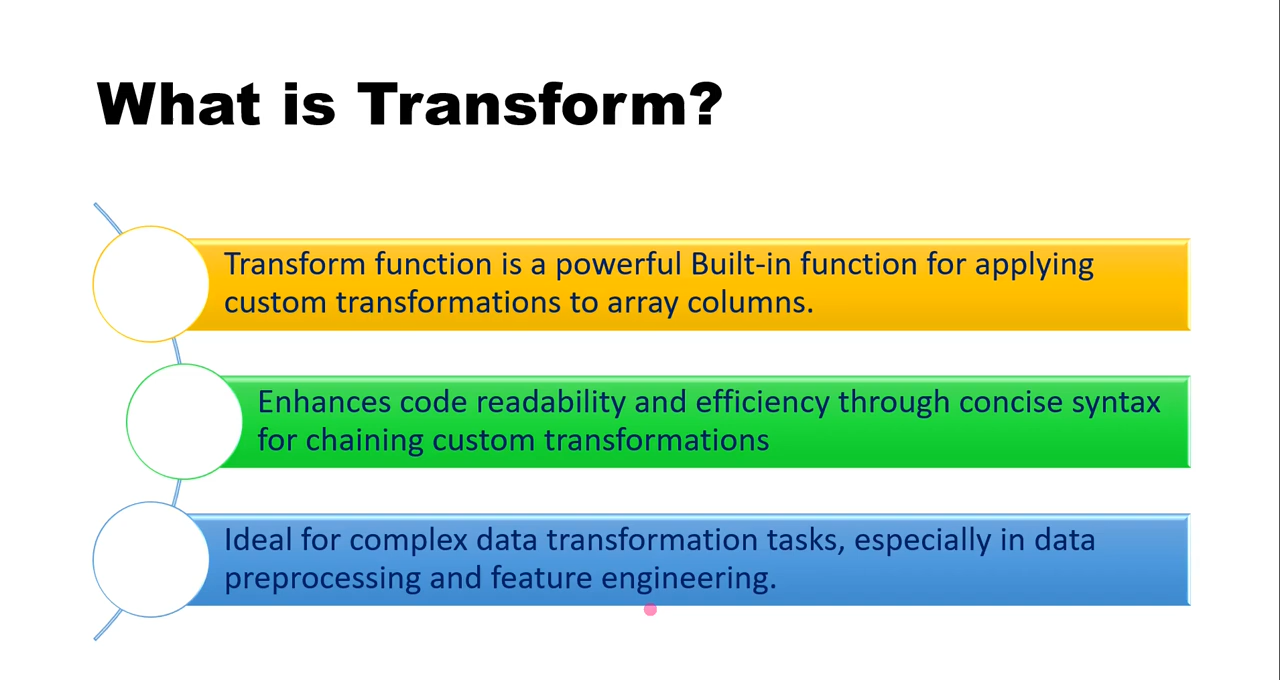 What is Transform?
Transform function is a powerful Built-in function for applying
custom transformations to array columns.
Enhances code readability and efficiency through concise syntax
for chaining custom transformations
Ideal for complex data transformation tasks, especially in data
preprocessing and feature engineering.